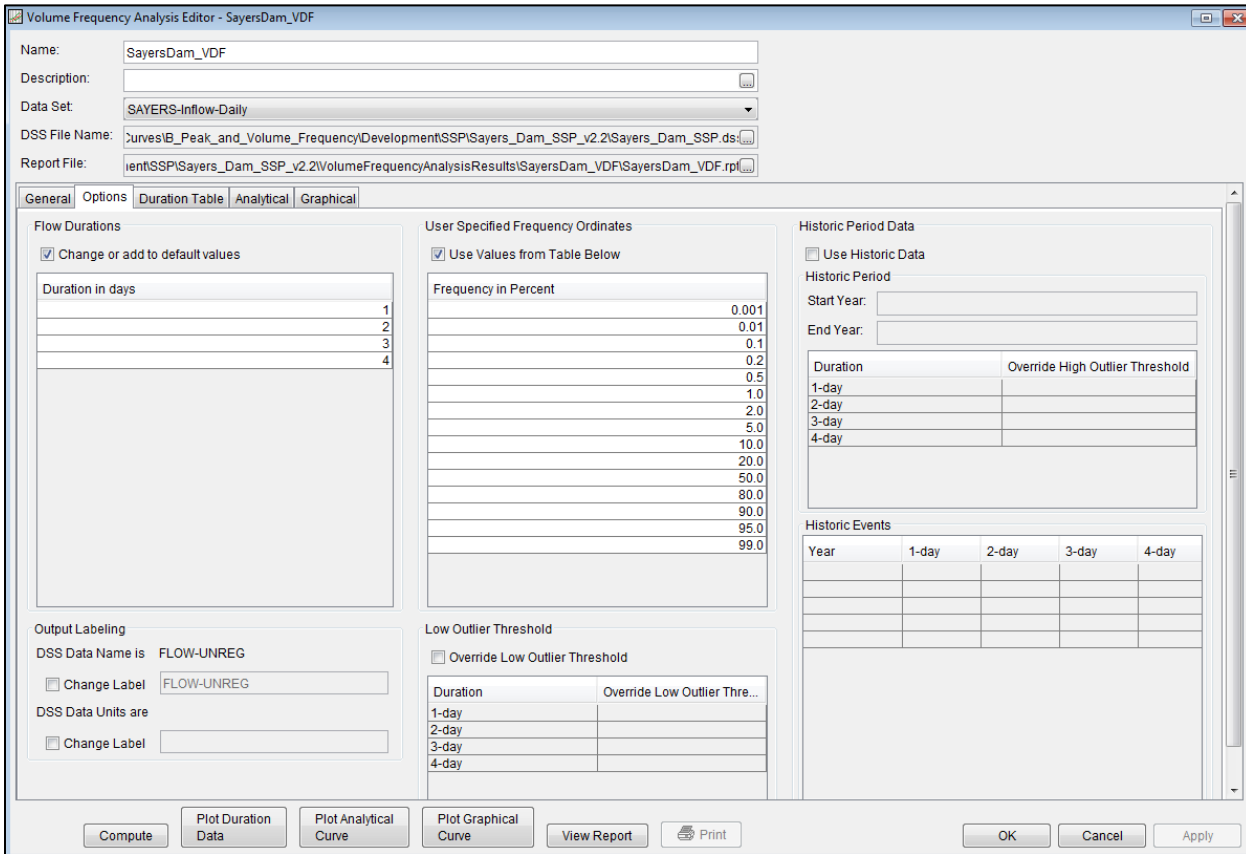 Volume Frequency Analysis Editor - SayersDam_VDF
Name: SayersDam_VDF
Description: ...
Data Set: SAYERS-Inflow-Daily
DSS File Name: Curves\B_Peak_and_Volume_Frequency\Development\SSP\Sayers_Dam_SSP_v2.2\Sayers_Dam_SSP.ds ...
Report File: ient\SSP\Sayers_Dam_SSP_v2.2\VolumeFrequencyAnalysisResults\SayersDam_VDF\SayersDam_VDF.rpt ...
General Options Duration Table Analytical Graphical
Flow Durations
Change or add to default values
Duration in days
1
2
3
4
Output Labeling
DSS Data Name is FLOW-UNREG
Change Label FLOW-UNREG
DSS Data Units are
Change Label
User Specified Frequency Ordinates
Use Values from Table Below
Frequency in Percent
0.001
0.01
0.1
0.2
0.5
1.0
2.0
5.0
10.0
20.0
50.0
80.0
90.0
95.0
99.0
Low Outlier Threshold
Override Low Outlier Threshold
Duration Override Low Outlier Thre...
1-day
2-day
3-day
4-day
Historic Period Data
Use Historic Data
Historic Period
Start Year:
End Year:
Duration Override High Outlier Threshold
1-day
2-day
3-day
4-day
Historic Events
Year 1-day 2-day 3-day 4-day
Compute Plot Duration Data Plot Analytical Curve Plot Graphical Curve View Report Print OK Cancel Apply